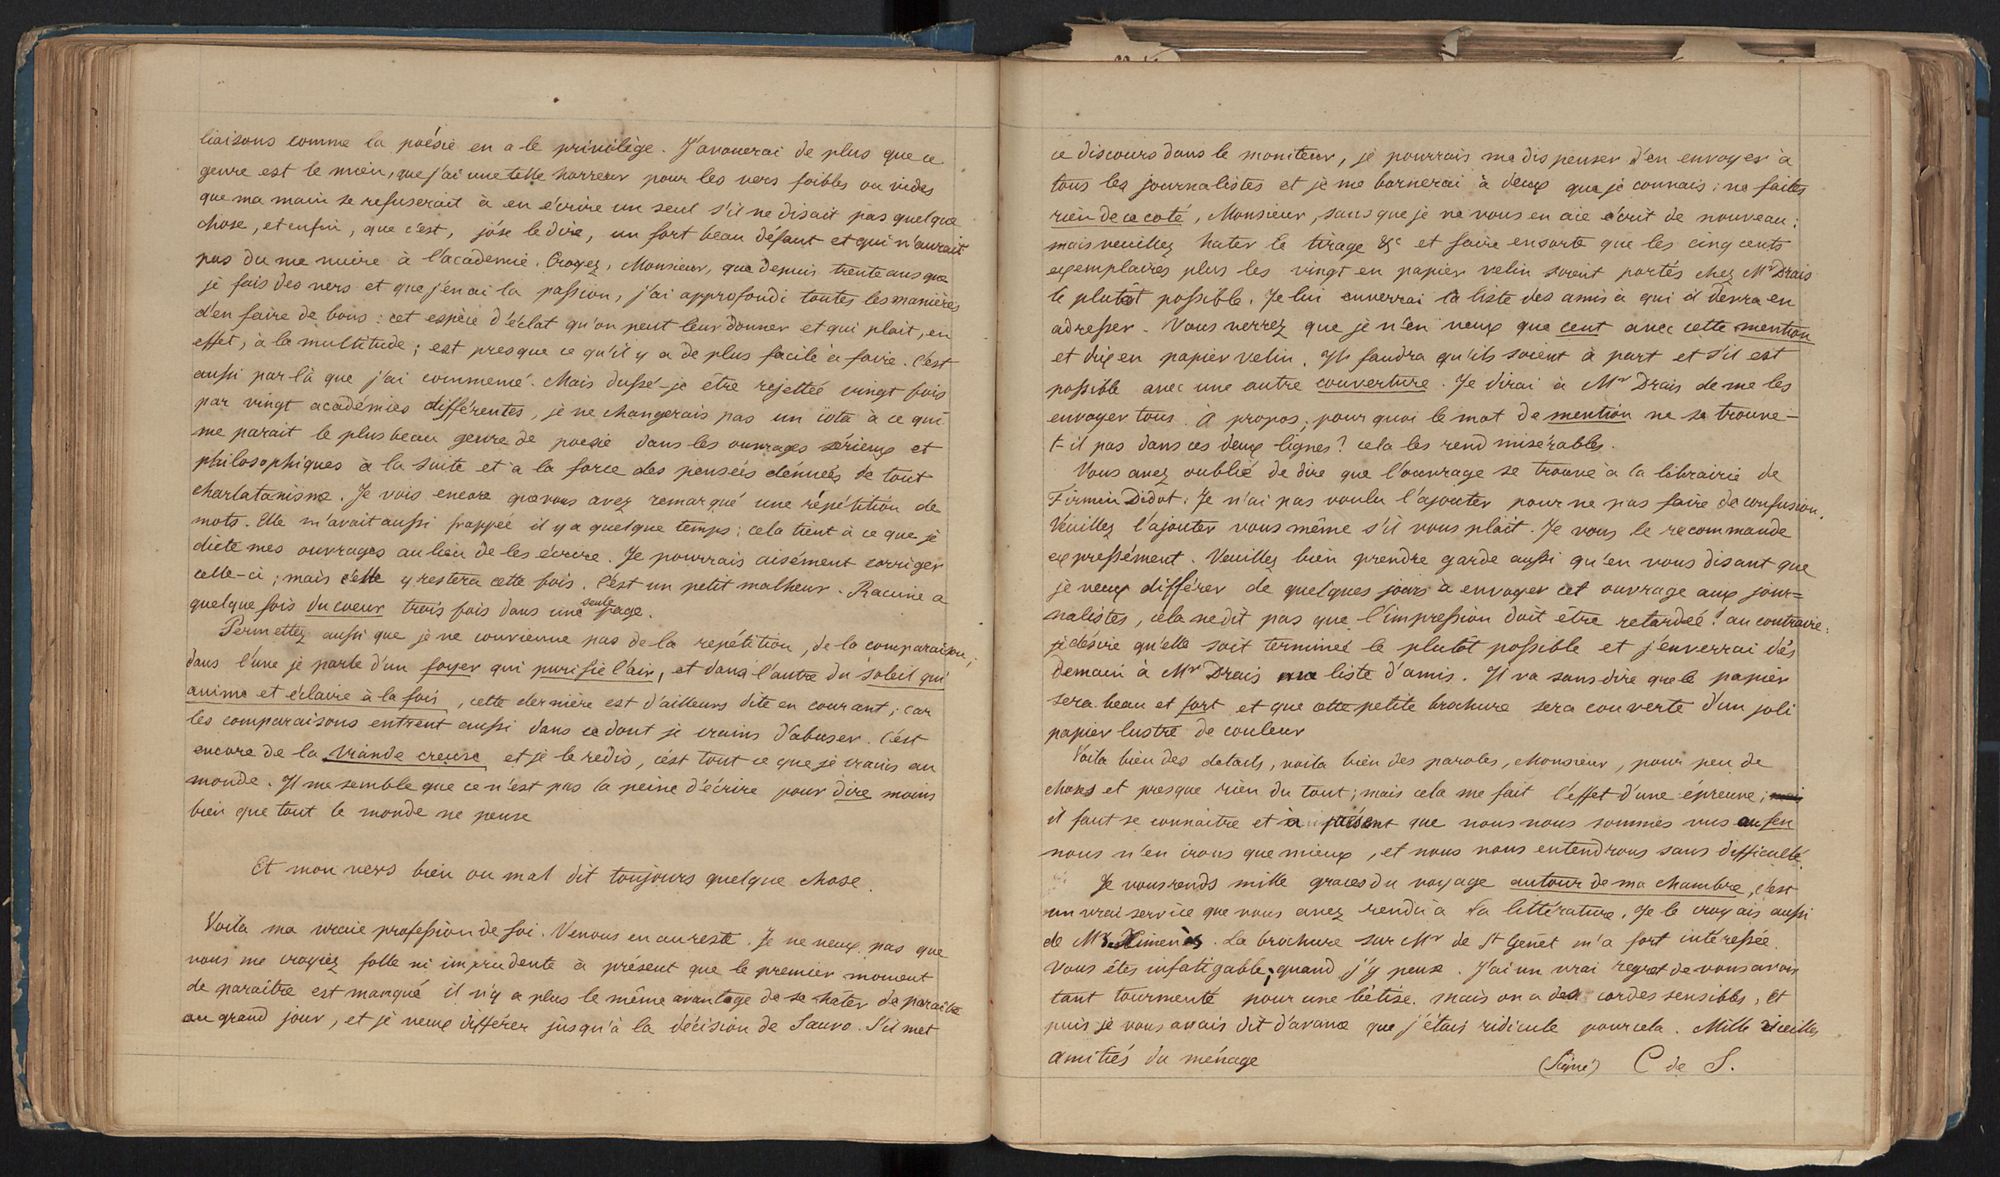 liaisons comme la poésie en a le privilège. J'avouerai de plus que ce
genre est le mien, que j'ai une telle horreur pour les vers foibles ou vides
que ma main se refuserait à en écrire un seul s'il ne disait pas quelque
chose, et enfin, que c'est, j'ôse le dire, un fort beau défaut et qui n'aurait
pas du me nuire à l'académie. Croyez, Monsieur, que depuis trente ans que
je fais des vers et que j'en ai la passion, j'ai approfondi toutes les manières
d'en faire de bons : cet espèce d'éclat qu'on peut leur donner et qui plait, en
effet, à la multitude ; est presque ce qu'il y a de plus facile à faire. C'est
aussi par là que j'ai commencé. Mais dussé-je être rejettée vingt fois
par vingt académies différentes, je ne changerais pas un iota à ce qui
me parait le plus beau genre de poesie dans les ouvrages sérieux et
philosophiques à la suite et a la force des pensées dénuées de tout
charlatanisme. Je vois encore que vous avez remarqué une répétition de
mots. Elle m'avait aussi frappée il y a quelque temps ; cela tient à ce que je
dicte mes ouvrages au lieu de les écrire. Je pourrais aisément corriger
celle-ci ; mais elle y restera cette fois. C'est un petit malheur. Racine a
quelque fois du coeur trois fois dans une seule page.
Permettez aussi que je ne convienne pas de la repétition, de la comparaison ;
dans l'une je parle d'un foyer qui purifie l'air, et dans l'autre du soleil qui
anime et éclaire à la fois, cette dernière est d'ailleurs dite en courant ; car
les comparaisons entrent aussi dans ce dont je crains d'abuser. C'est
encore de la viande creuse et je le redis, c'est tout ce que je crains au
monde. Il me semble que ce n'est pas la peine d'écrire pour dire moins
bien que tout le monde ne pense
Et mon vers bien ou mal dit toujours quelque chose.
Voila ma vraie profession de foi. Venons en au reste. Je ne veux pas que
vous me croyiez folle ni imprudente à présent que le premier moment
de paraître est manqué il n'y a plus le même avantage de se hâter de paraître
au grand jour, et je veux différer jusqu'à la décision de Sauvo. S'il met
ce discours dans le moniteur, je pourrais me dispenser d'en envoyer à
tous les journalistes et je me bornerai à deux que je connais : ne faites
rien de ce coté, Monsieur, sans que je ne vous en aie écrit de nouveau :
mais veuillez hater le tirage &c et faire ensorte que les cinq cents
exemplaires plus les vingt en papier velin soient portés chez Mr Drais
le plutôt possible. Je lui enverrai la liste des amis à qui il devra en
adresser. Vous verrez que je n'en veux que cent avec cette mention
et dix en papier velin. Il faudra qu'ils soient à part et s'il est
possible avec une autre couverture. Je dirai à Mr Drais de me les
envoyer tous. A propos ; pour quoi le mot de mention ne se trouve-
t-il pas dans ces deux lignes ? cela les rend misérables.
Vous avez oublié de dire que l'ouvrage se trouve à la librairie de
Firmin Didot ; Je n'ai pas voulu l'ajouter pour ne pas faire de confusion.
Veuillez l'ajouter vous même s'il vous plait. Je vous le recommande
expressément. Veuillez bien prendre garde aussi qu'en vous disant que
je veux différer de quelques jours à envoyer cet ouvrage aux jour=
nalistes, cela ne dit pas que l'impression doit être retardée ! au contraire :
je désire qu'elle soit terminée le plutôt possible et j'enverrai dès
demain à Mr Drais une liste d'amis. Il va sans dire que le papier
sera beau et fort et que cette petite brochure sera couverte d'un joli
papier lustré de couleur
Voila bien des details, voila bien des paroles, Monsieur, pour peu de
choses et presque rien du tout ; mais cela me fait l'effet d'une épreuve ;
il faut se connaitre et à présent que nous nous sommes vus au feu
nous n'en irons que mieux, et nous nous entendrons sans difficulté.
Je vous rends mille graces du voyage autour de ma chambre, c'est
un vrai service que vous avez rendu à la littérature. Je le croyais aussi
de Mr Ximenès. La brochure sur Mr de St Genet m'a fort intéressée.
Vous êtes infatigable, quand j'y pense. J'ai un vrai regret de vous avoir
tant tourmenté pour une bêtise. mais on a des cordes sensibles, Et
puis je vous avais dit d'avance que j'étais ridicule pour cela. Mille vieilles
amitiés du ménage
(Signé) C de S.